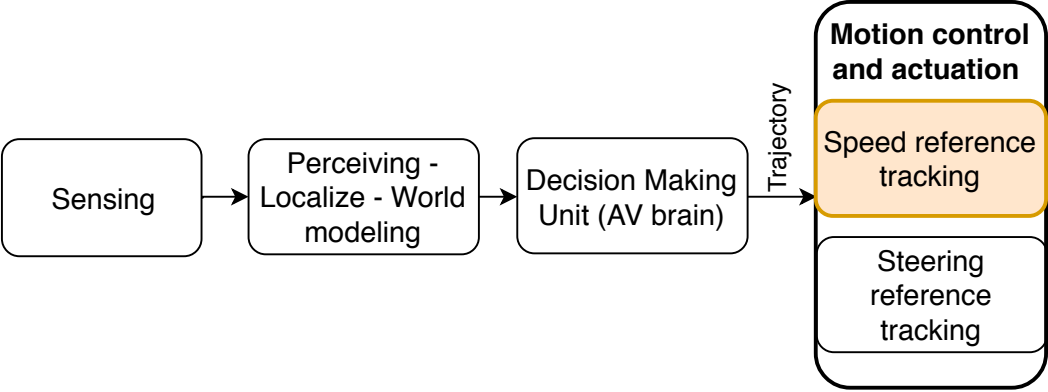 Sensing
Perceiving -
Localize - World
modeling
Decision Making
Unit (AV brain)
Trajectory
Motion control
and actuation
Speed reference
tracking
Steering
reference
tracking